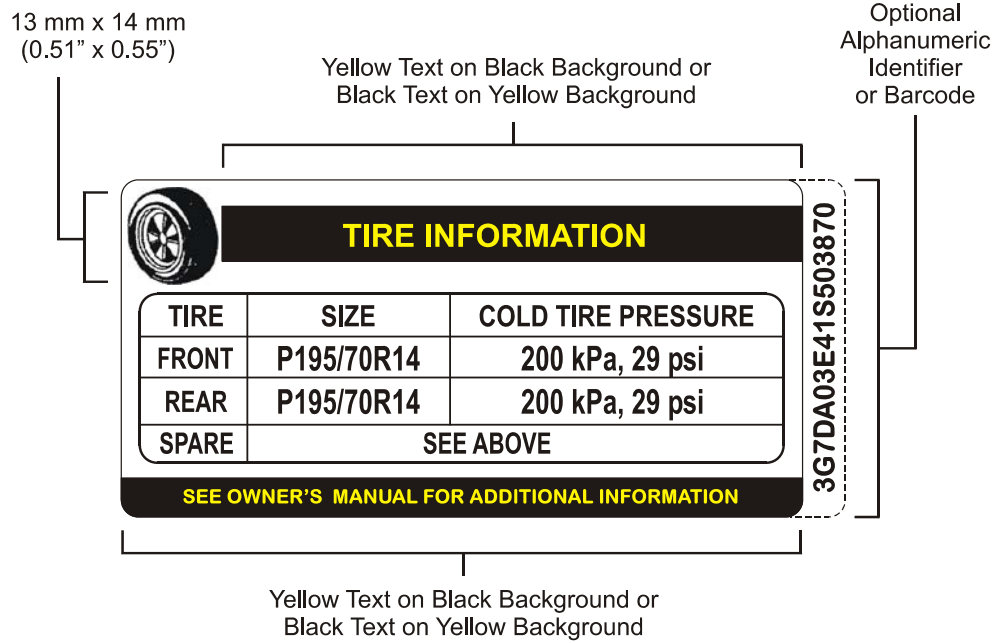 13 mm x 14 mm
(0.51” x 0.55”)
Optional
Alphanumeric
Identifier
or Barcode
Yellow Text on Black Background or
Black Text on Yellow Background
TIRE INFORMATION
TIRE SIZE COLD TIRE PRESSURE
FRONT P195/70R14 200 kPa, 29 psi
REAR P195/70R14 200 kPa, 29 psi
SPARE SEE ABOVE
SEE OWNER’S MANUAL FOR ADDITIONAL INFORMATION
3G7DA03E41S503870
Yellow Text on Black Background or
Black Text on Yellow Background